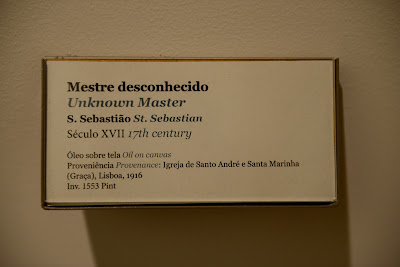 Mestre desconhecido
Unknown Master
S. Sebastião St. Sebastian
Século XVII 17th century
Óleo sobre tela Oil on canvas
Proveniência Provenance: Igreja de Santo André e Santa Marinha
(Graça), Lisboa, 1916
Inv. 1553 Pint